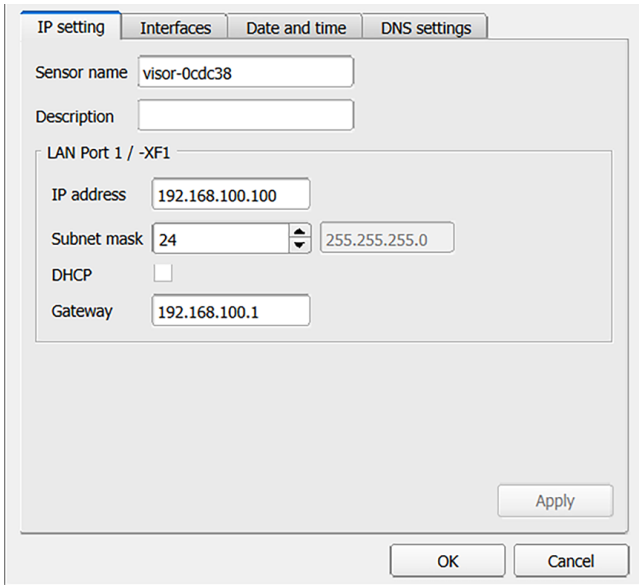 IP setting Interfaces Date and time DNS settings
Sensor name visor-0cdc38
Description
LAN Port 1 / -XF1
IP address 192.168.100.100
Subnet mask 24 255.255.255.0
DHCP
Gateway 192.168.100.1
Apply
OK Cancel